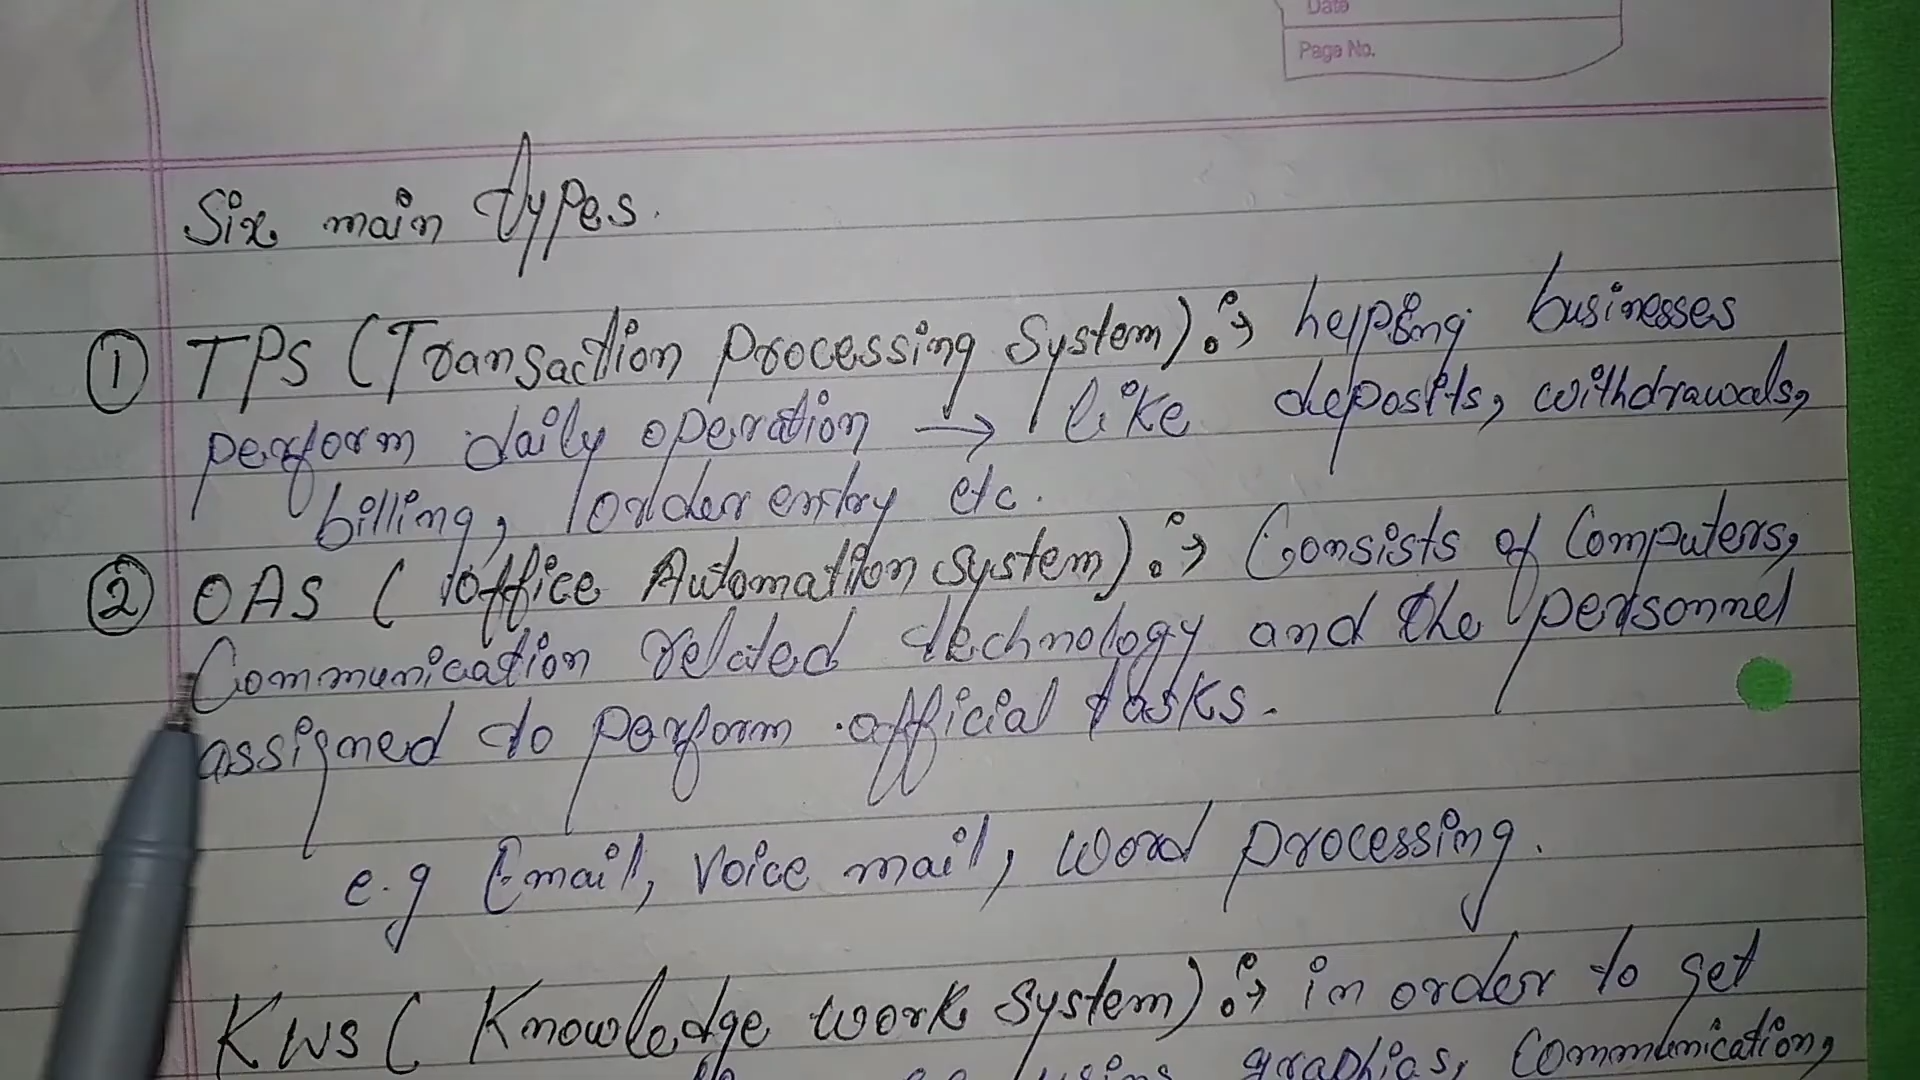 Date
Page No.
Six main types.
① TPS (Transaction Processing System):→ helping businesses
perform daily operation → like deposits, withdrawals,
billing, order entry etc.
② OAS (Office Automation System):→ Consists of Computers,
Communication related technology and the personnel
assigned to perform official tasks.
e.g Email, Voice mail, Word processing.
KWS (Knowledge work System):→ in order to get
using graphics, Communication,